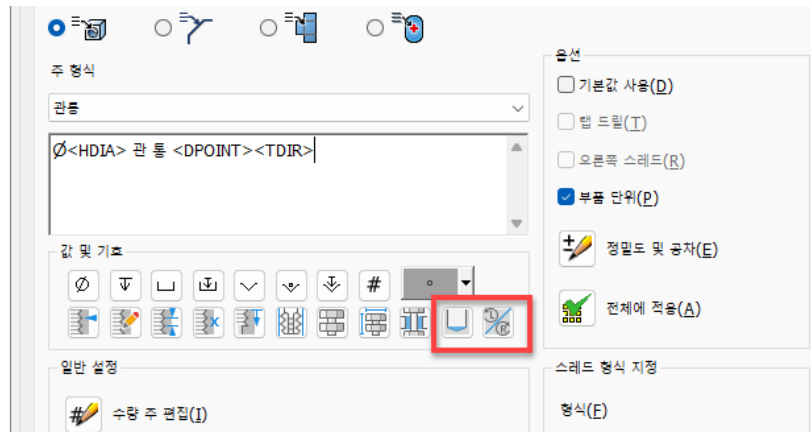 주 형식
관통
Ø<HDIA> 관 통 <DPOINT><TDIR>
값 및 기호
Ø
#
일반 설정
수량 주 편집(I)
옵션
기본값 사용(D)
탭 드릴(T)
오른쪽 스레드(R)
부품 단위(P)
정밀도 및 공차(E)
전체에 적용(A)
스레드 형식 지정
형식(F)